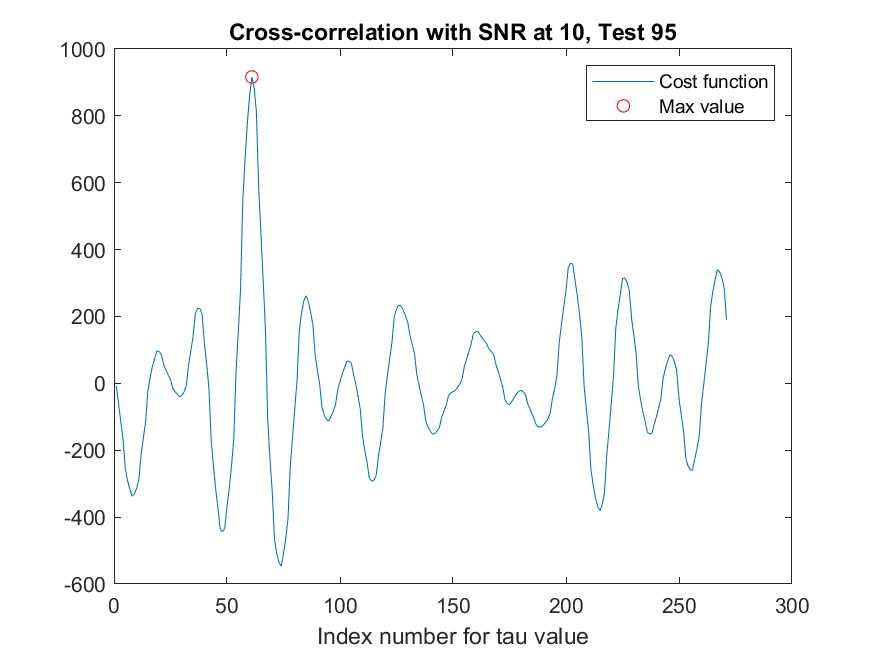 Cross-correlation with SNR at 10, Test 95
1000
800
600
400
200
0
-200
-400
-600
0 50 100 150 200 250 300
Index number for tau value
Cost function
Max value